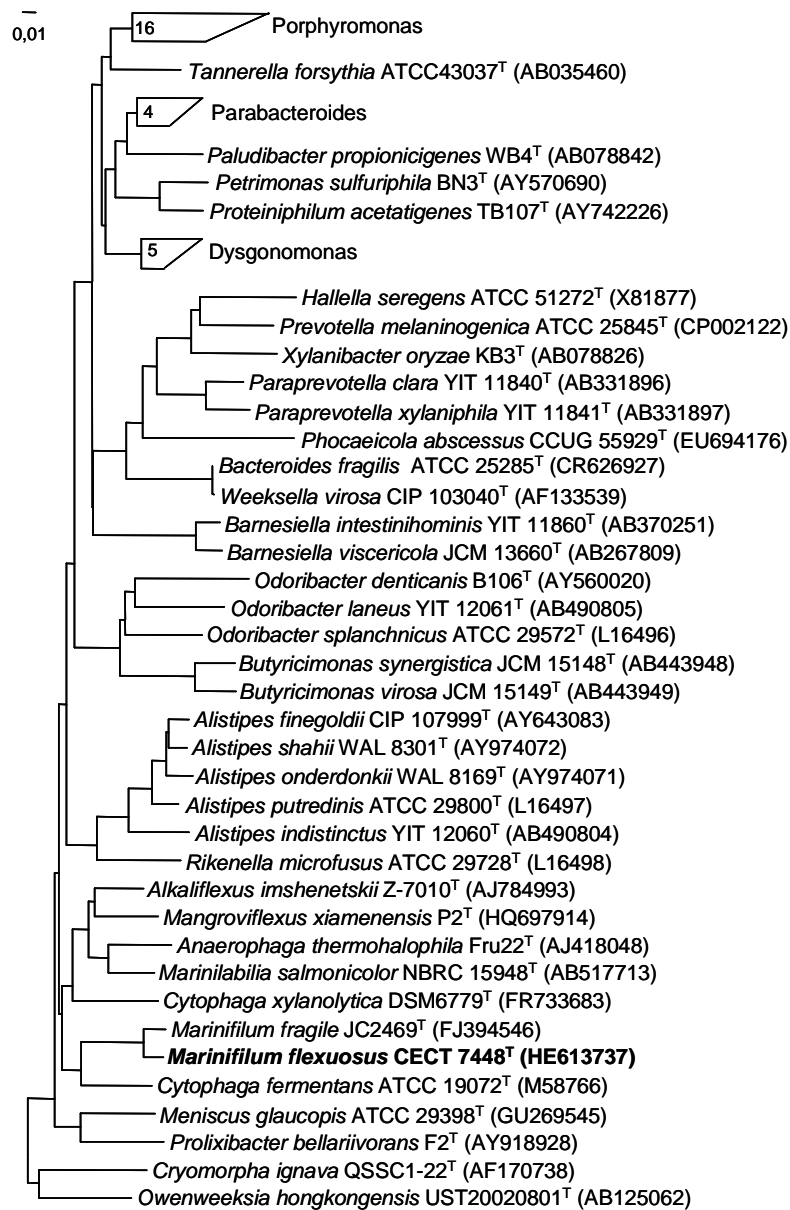 0,01
16 Porphyromonas
Tannerella forsythia ATCC43037ᵀ (AB035460)
4 Parabacteroides
Paludibacter propionicigenes WB4ᵀ (AB078842)
Petrimonas sulfuriphila BN3ᵀ (AY570690)
Proteiniphilum acetatigenes TB107ᵀ (AY742226)
5 Dysgonomonas
Hallella seregens ATCC 51272ᵀ (X81877)
Prevotella melaninogenica ATCC 25845ᵀ (CP002122)
Xylanibacter oryzae KB3ᵀ (AB078826)
Paraprevotella clara YIT 11840ᵀ (AB331896)
Paraprevotella xylaniphila YIT 11841ᵀ (AB331897)
Phocaeicola abscessus CCUG 55929ᵀ (EU694176)
Bacteroides fragilis ATCC 25285ᵀ (CR626927)
Weeksella virosa CIP 103040ᵀ (AF133539)
Barnesiella intestinihominis YIT 11860ᵀ (AB370251)
Barnesiella viscericola JCM 13660ᵀ (AB267809)
Odoribacter denticanis B106ᵀ (AY560020)
Odoribacter laneus YIT 12061ᵀ (AB490805)
Odoribacter splanchnicus ATCC 29572ᵀ (L16496)
Butyricimonas synergistica JCM 15148ᵀ (AB443948)
Butyricimonas virosa JCM 15149ᵀ (AB443949)
Alistipes finegoldii CIP 107999ᵀ (AY643083)
Alistipes shahii WAL 8301ᵀ (AY974072)
Alistipes onderdonkii WAL 8169ᵀ (AY974071)
Alistipes putredinis ATCC 29800ᵀ (L16497)
Alistipes indistinctus YIT 12060ᵀ (AB490804)
Rikenella microfusus ATCC 29728ᵀ (L16498)
Alkaliflexus imshenetskii Z-7010ᵀ (AJ784993)
Mangroviflexus xiamenensis P2ᵀ (HQ697914)
Anaerophaga thermohalophila Fru22ᵀ (AJ418048)
Marinilabilia salmonicolor NBRC 15948ᵀ (AB517713)
Cytophaga xylanolytica DSM6779ᵀ (FR733683)
Marinifilum fragile JC2469ᵀ (FJ394546)
Marinifilum flexuosus CECT 7448ᵀ (HE613737)
Cytophaga fermentans ATCC 19072ᵀ (M58766)
Meniscus glaucopis ATCC 29398ᵀ (GU269545)
Prolixibacter bellariivorans F2ᵀ (AY918928)
Cryomorpha ignava QSSC1-22ᵀ (AF170738)
Owenweeksia hongkongensis UST20020801ᵀ (AB125062)